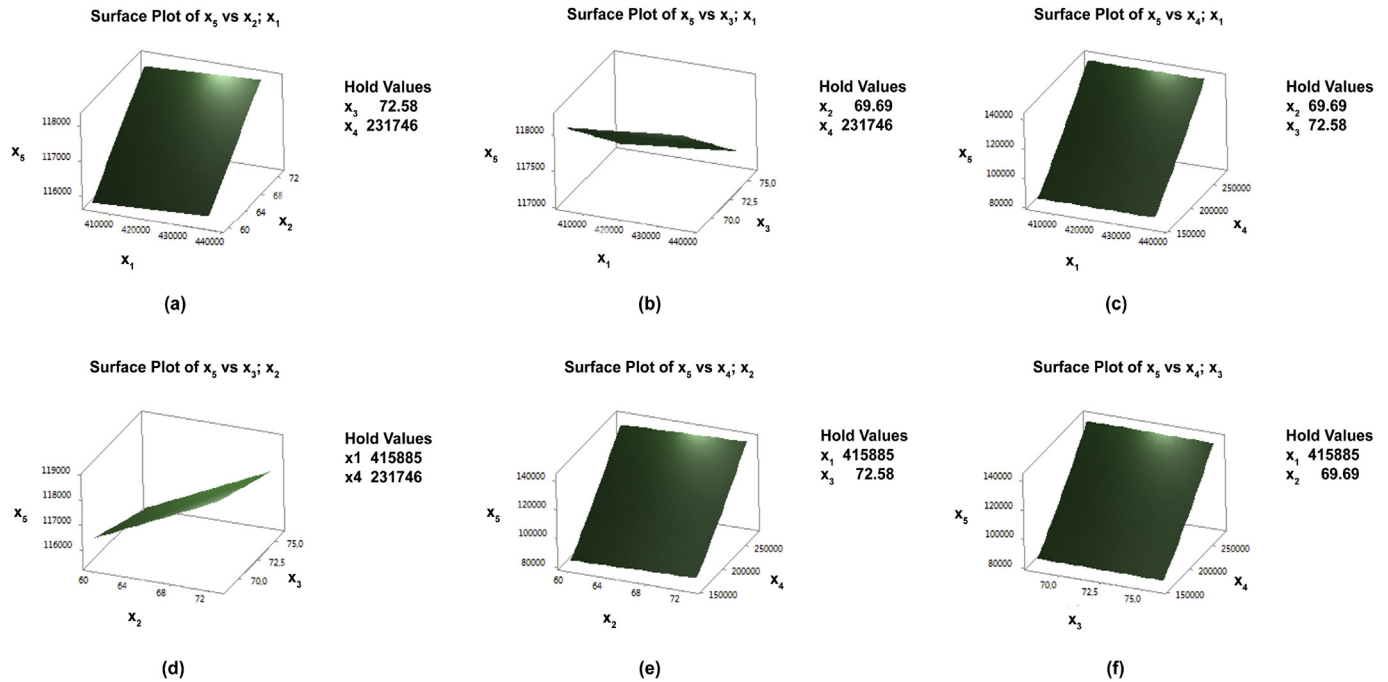 Surface Plot of x₅ vs x₂; x₁
118000
117000
116000
x₅
410000
420000
430000
440000
x₁
60
64
68
72
x₂
Hold Values
x₃ 72.58
x₄ 231746
(a)
Surface Plot of x₅ vs x₃; x₁
118000
117500
117000
x₅
410000
420000
430000
440000
x₁
70.0
72.5
75.0
x₃
Hold Values
x₂ 69.69
x₄ 231746
(b)
Surface Plot of x₅ vs x₄; x₁
140000
120000
100000
80000
x₅
410000
420000
430000
440000
x₁
150000
200000
250000
x₄
Hold Values
x₂ 69.69
x₃ 72.58
(c)
Surface Plot of x₅ vs x₃; x₂
119000
118000
117000
116000
x₅
60
64
68
72
x₂
70.0
72.5
75.0
x₃
Hold Values
x1 415885
x4 231746
(d)
Surface Plot of x₅ vs x₄; x₂
140000
120000
100000
80000
x₅
60
64
68
72
x₂
150000
200000
250000
x₄
Hold Values
x₁ 415885
x₃ 72.58
(e)
Surface Plot of x₅ vs x₄; x₃
140000
120000
100000
80000
x₅
70.0
72.5
75.0
x₃
150000
200000
250000
x₄
Hold Values
x₁ 415885
x₂ 69.69
(f)